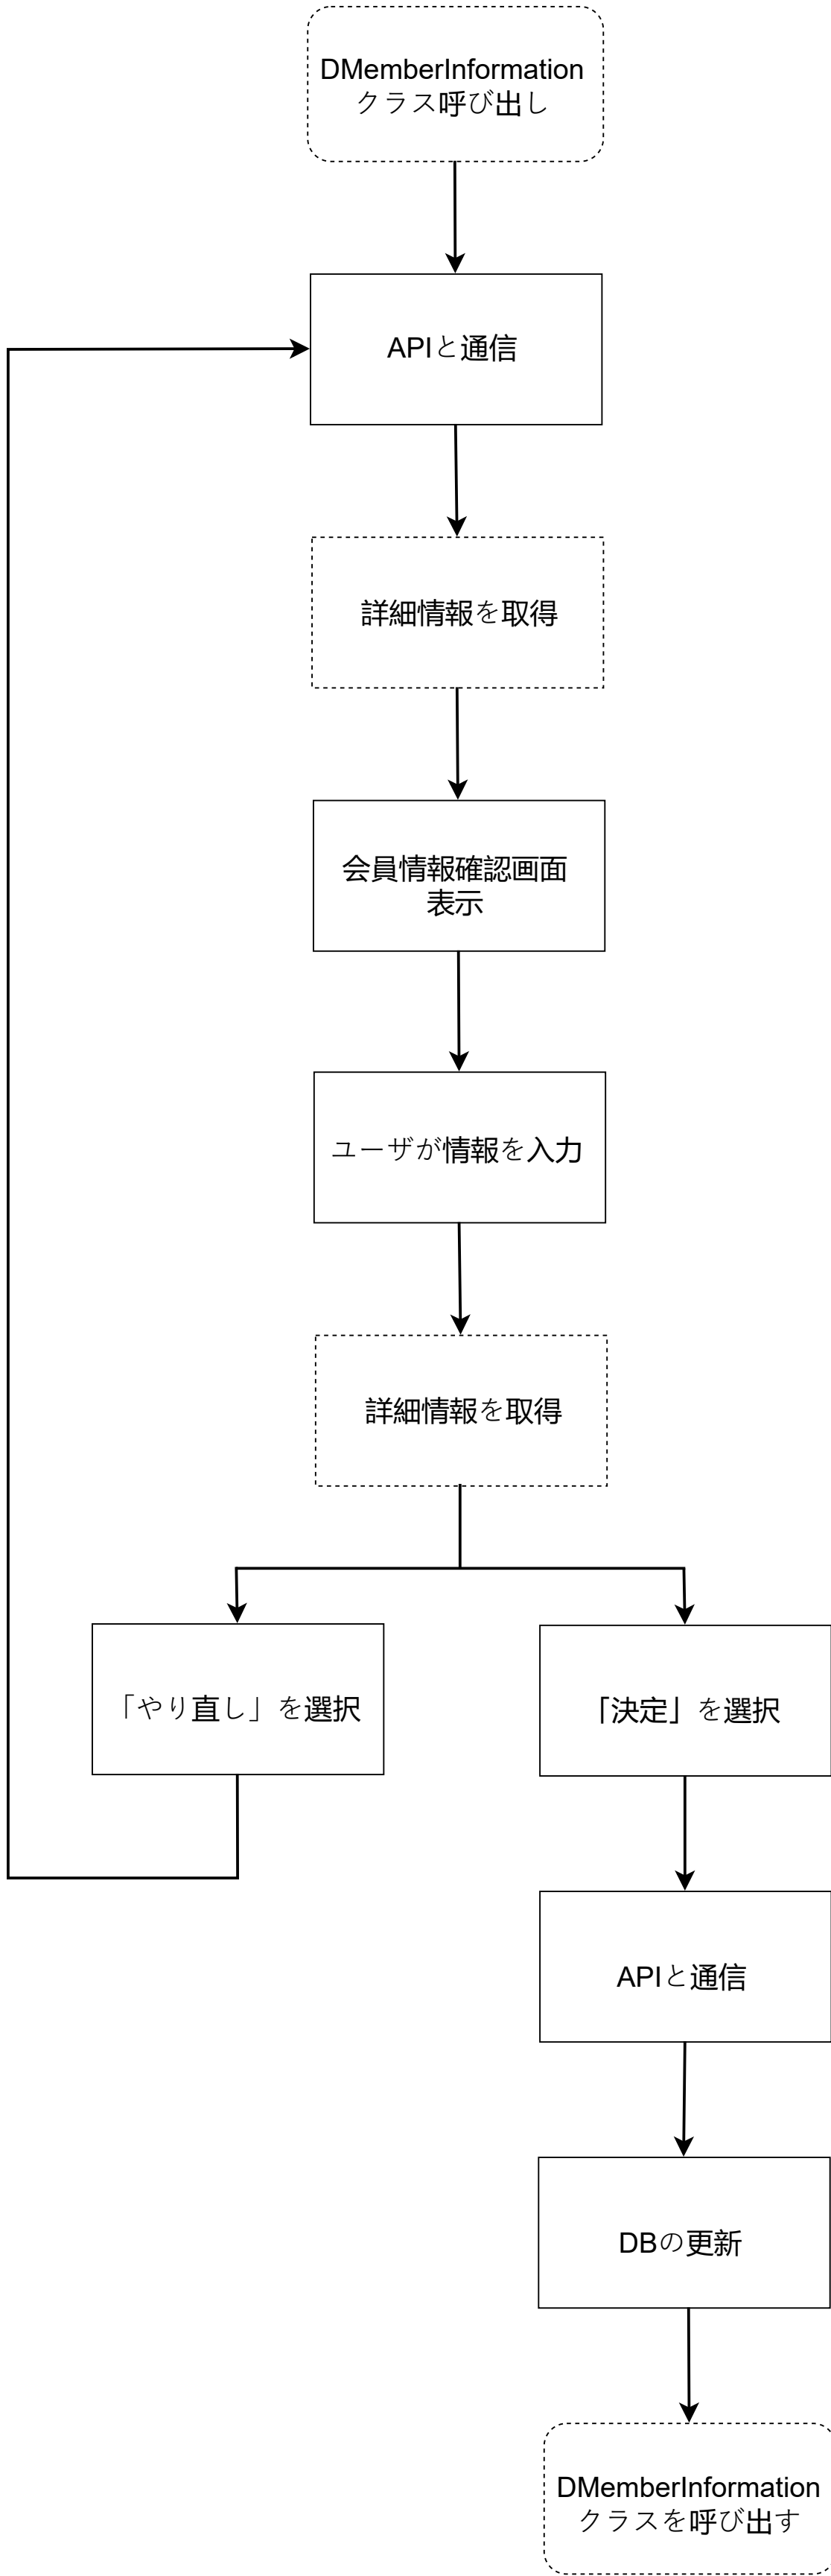 DMemberInformation
クラス呼び出し
APIと通信
詳細情報を取得
会員情報確認画面
表示
ユーザが情報を入力
詳細情報を取得
「やり直し」を選択
「決定」を選択
APIと通信
DBの更新
DMemberInformation
クラスを呼び出す